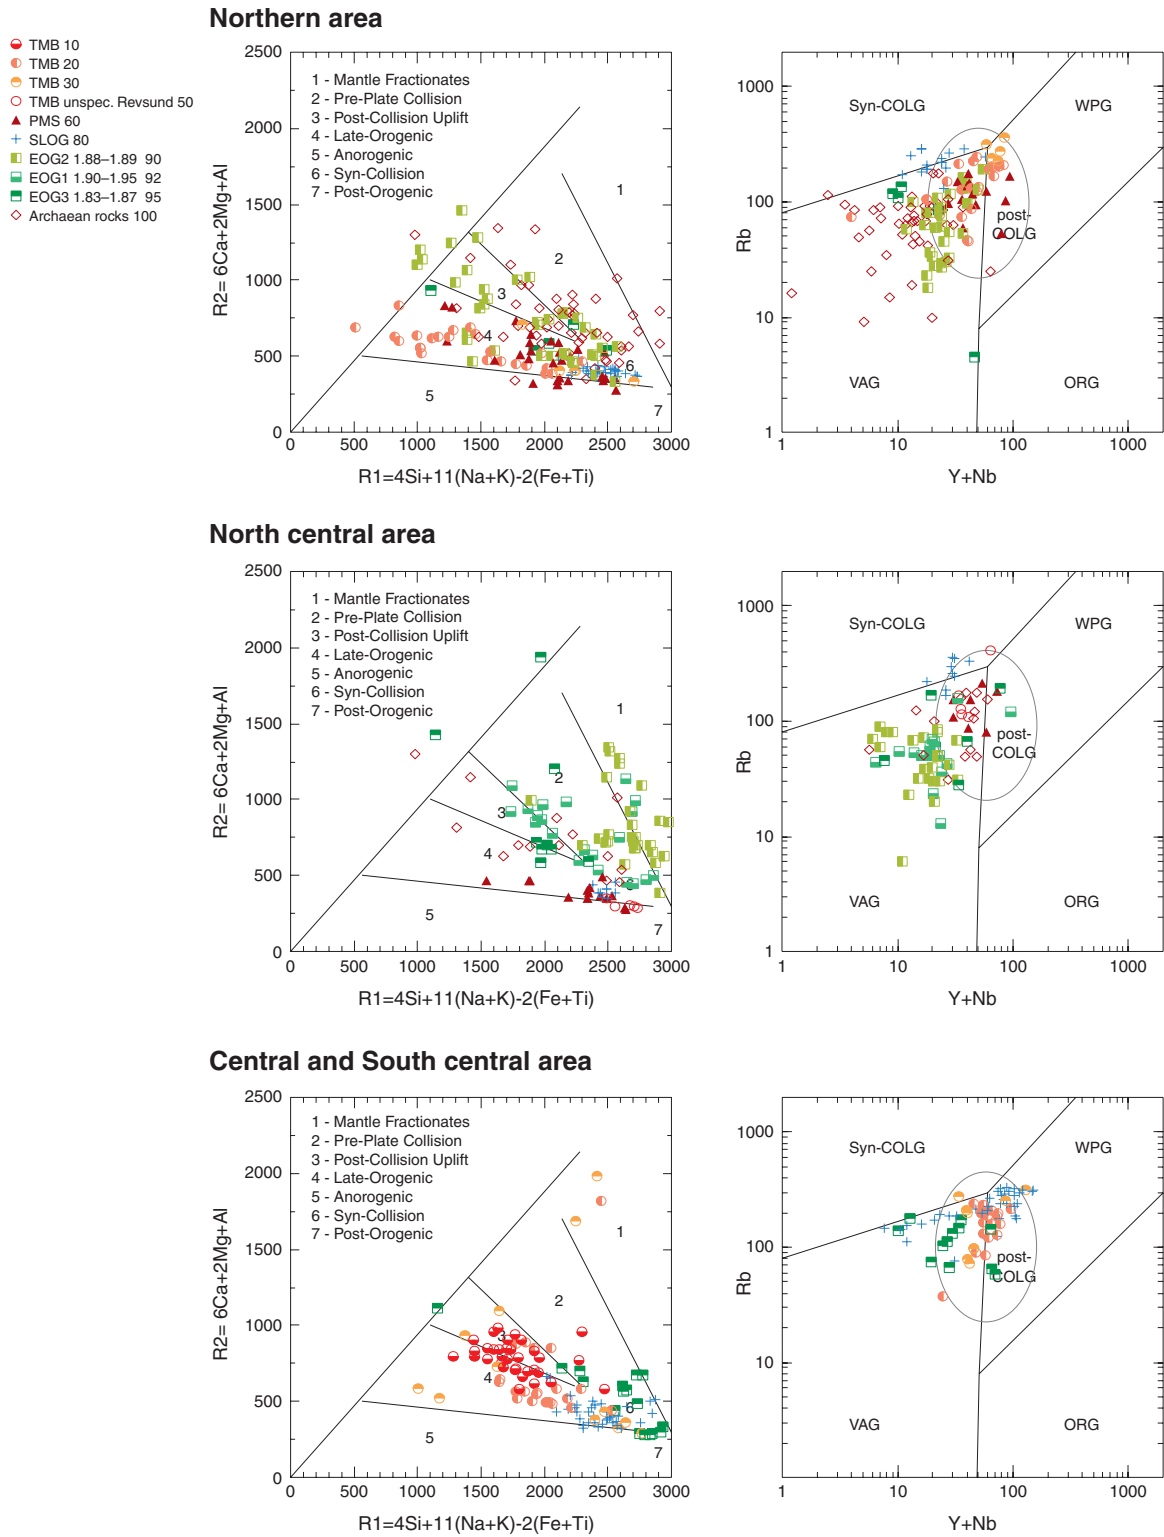 Northern area
TMB 10
TMB 20
TMB 30
TMB unspec. Revsund 50
PMS 60
SLOG 80
EOG2 1.88–1.89 90
EOG1 1.90–1.95 92
EOG3 1.83–1.87 95
Archaean rocks 100
R2= 6Ca+2Mg+Al
2500
2000
1500
1000
500
0
1 - Mantle Fractionates
2 - Pre-Plate Collision
3 - Post-Collision Uplift
4 - Late-Orogenic
5 - Anorogenic
6 - Syn-Collision
7 - Post-Orogenic
1
2
3
4
5
6
7
0 500 1000 1500 2000 2500 3000
R1=4Si+11(Na+K)-2(Fe+Ti)
Rb
1000
100
10
1
Syn-COLG
WPG
post-
COLG
VAG
ORG
1 10 100 1000
Y+Nb
North central area
R2= 6Ca+2Mg+Al
2500
2000
1500
1000
500
0
1 - Mantle Fractionates
2 - Pre-Plate Collision
3 - Post-Collision Uplift
4 - Late-Orogenic
5 - Anorogenic
6 - Syn-Collision
7 - Post-Orogenic
1
2
3
4
5
6
7
0 500 1000 1500 2000 2500 3000
R1=4Si+11(Na+K)-2(Fe+Ti)
Rb
1000
100
10
1
Syn-COLG
WPG
post-
COLG
VAG
ORG
1 10 100 1000
Y+Nb
Central and South central area
R2= 6Ca+2Mg+Al
2500
2000
1500
1000
500
0
1 - Mantle Fractionates
2 - Pre-Plate Collision
3 - Post-Collision Uplift
4 - Late-Orogenic
5 - Anorogenic
6 - Syn-Collision
7 - Post-Orogenic
1
2
3
4
5
6
7
0 500 1000 1500 2000 2500 3000
R1=4Si+11(Na+K)-2(Fe+Ti)
Rb
1000
100
10
1
Syn-COLG
WPG
post-
COLG
VAG
ORG
1 10 100 1000
Y+Nb